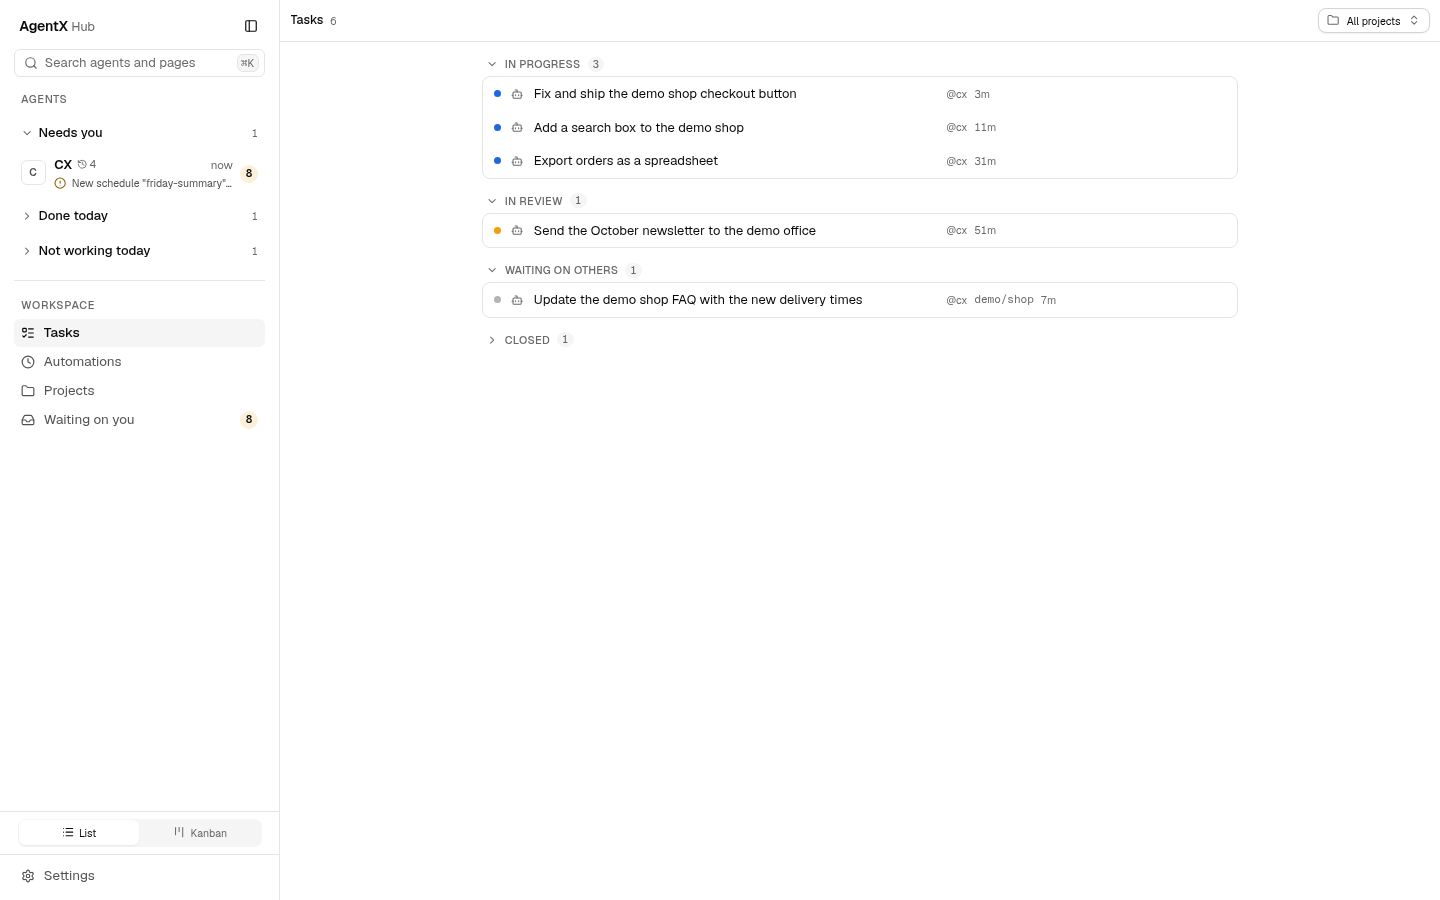 AgentX Hub
Search agents and pages ⌘K
AGENTS
Needs you 1
C CX 4 now 8
New schedule "friday-summary"...
Done today 1
Not working today 1
WORKSPACE
Tasks
Automations
Projects
Waiting on you 8
List Kanban
Settings
Tasks 6 All projects
IN PROGRESS 3
Fix and ship the demo shop checkout button @cx 3m
Add a search box to the demo shop @cx 11m
Export orders as a spreadsheet @cx 31m
IN REVIEW 1
Send the October newsletter to the demo office @cx 51m
WAITING ON OTHERS 1
Update the demo shop FAQ with the new delivery times @cx demo/shop 7m
CLOSED 1